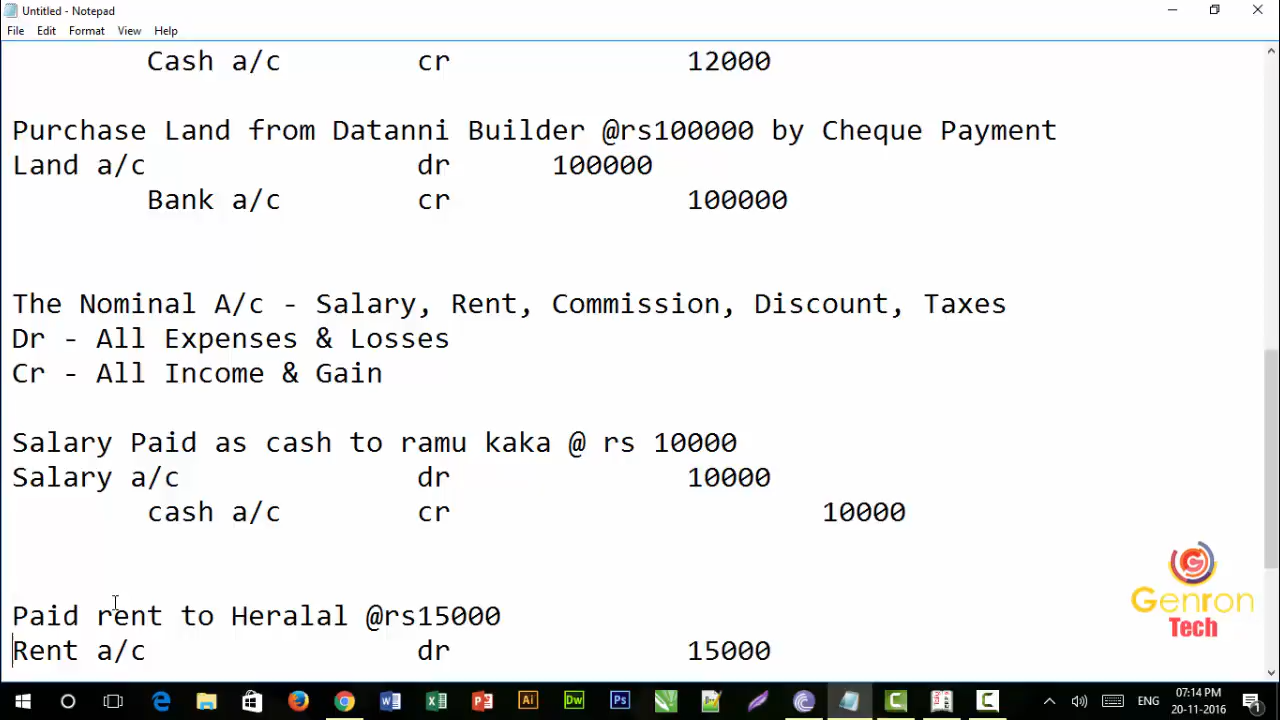 Untitled - Notepad
File Edit Format View Help
Cash a/c cr 12000
Purchase Land from Datanni Builder @rs100000 by Cheque Payment
Land a/c dr 100000
Bank a/c cr 100000
The Nominal A/c - Salary, Rent, Commission, Discount, Taxes
Dr - All Expenses & Losses
Cr - All Income & Gain
Salary Paid as cash to ramu kaka @ rs 10000
Salary a/c dr 10000
cash a/c cr 10000
Paid rent to Heralal @rs15000
Rent a/c dr 15000
Genron
Tech
Ai Dw Ps
ENG
07:14 PM
20-11-2016